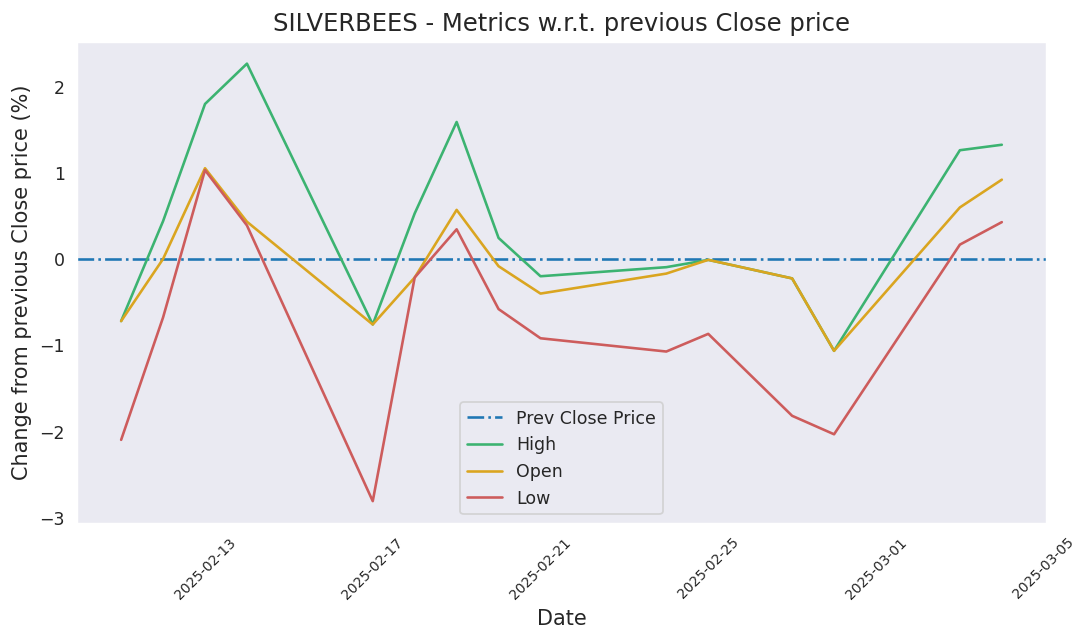 SILVERBEES - Metrics w.r.t. previous Close price
Change from previous Close price (%)
2
1
0
−1
−2
−3
Prev Close Price
High
Open
Low
2025-02-13
2025-02-17
2025-02-21
2025-02-25
2025-03-01
2025-03-05
Date